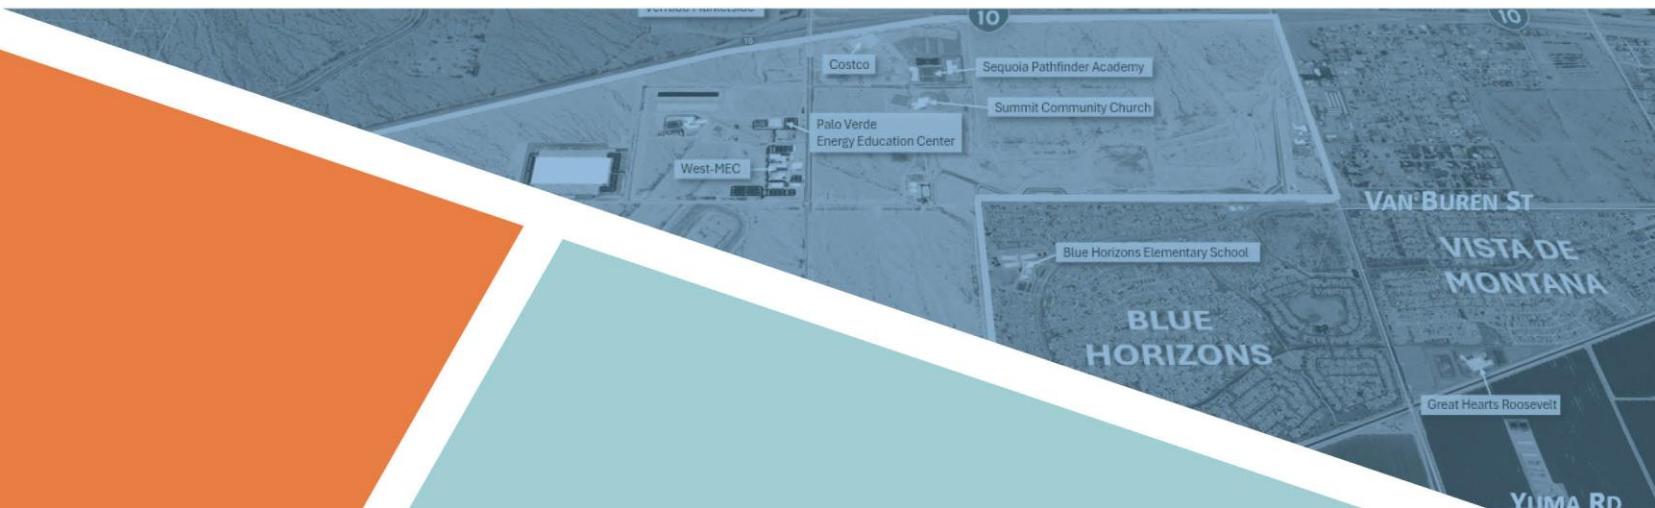 10
10
Costco
Sequoia Pathfinder Academy
Summit Community Church
Palo Verde
Energy Education Center
West-MEC
VAN BUREN ST
VISTA DE
MONTANA
Blue Horizons Elementary School
BLUE
HORIZONS
Great Hearts Roosevelt
YUMA RD